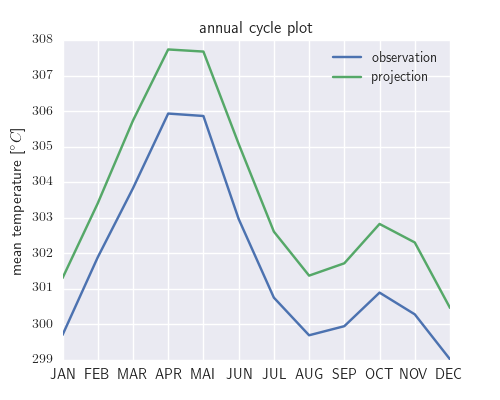 annual cycle plot
308
307
306
305
304
303
302
301
300
299
mean temperature [°C]
observation
projection
JAN FEB MAR APR MAI JUN JUL AUG SEP OCT NOV DEC